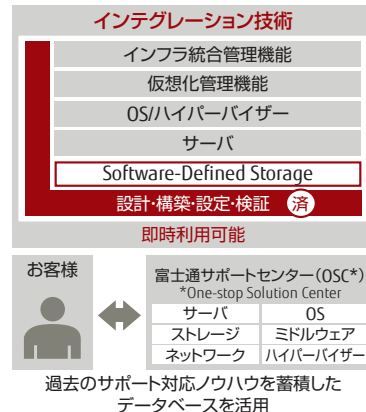 インテグレーション技術
インフラ統合管理機能
仮想化管理機能
OS/ハイパーバイザー
サーバ
Software-Defined Storage
設計・構築・設定・検証 済
即時利用可能
お客様
富士通サポートセンター(OSC*)
*One-stop Solution Center
サーバ OS
ストレージ ミドルウェア
ネットワーク ハイパーバイザー
過去のサポート対応ノウハウを蓄積した
データベースを活用